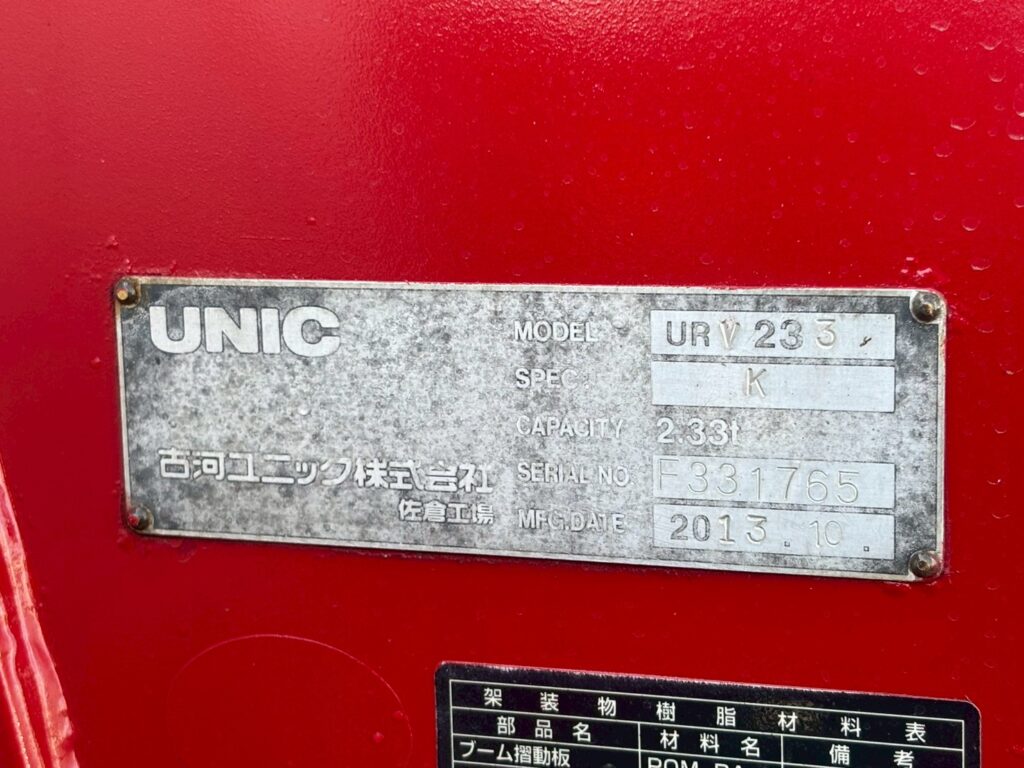 UNIC
MODEL URV233
SPEC. K
CAPACITY 2.33t
古河ユニック株式会社
SERIAL NO. F331765
佐倉工場
MFG.DATE 2013.10.
架装物樹脂材料表
部品名 材料名 備考
ブーム摺動板